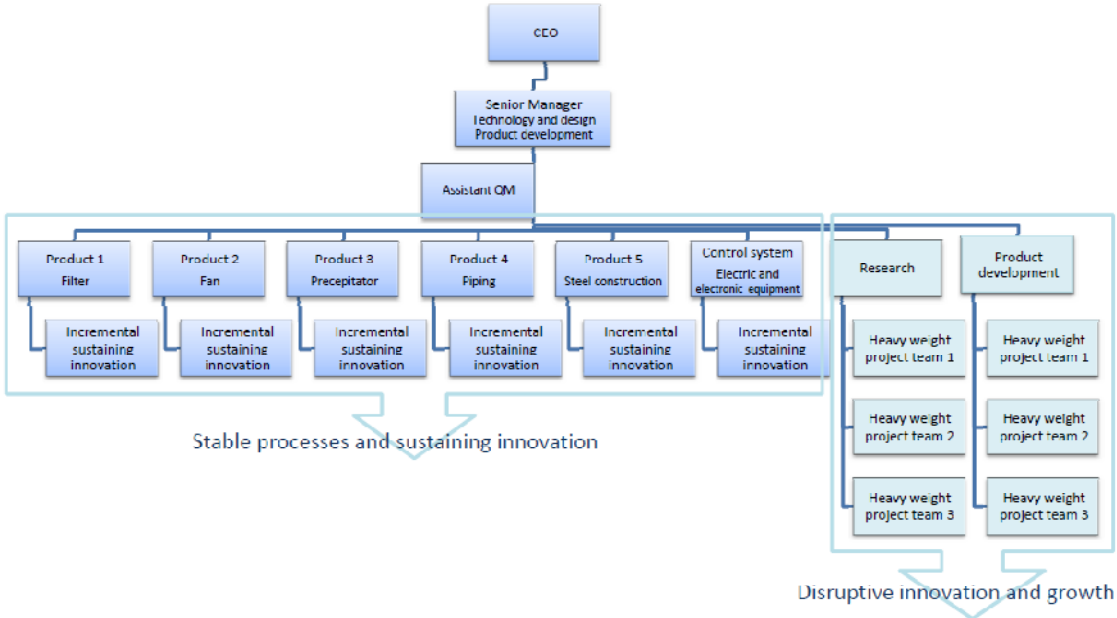 CEO
Senior Manager
Technology and design
Product development
Assistant QM
Product 1
Filter
Product 2
Fan
Product 3
Precepitator
Product 4
Piping
Product 5
Steel construction
Control system
Electric and
electronic equipment
Research
Product
development
Incremental
sustaining
innovation
Incremental
sustaining
innovation
Incremental
sustaining
innovation
Incremental
sustaining
innovation
Incremental
sustaining
innovation
Incremental
sustaining
innovation
Heavy weight
project team 1
Heavy weight
project team 1
Heavy weight
project team 2
Heavy weight
project team 2
Heavy weight
project team 3
Heavy weight
project team 3
Stable processes and sustaining innovation
Disruptive innovation and growth